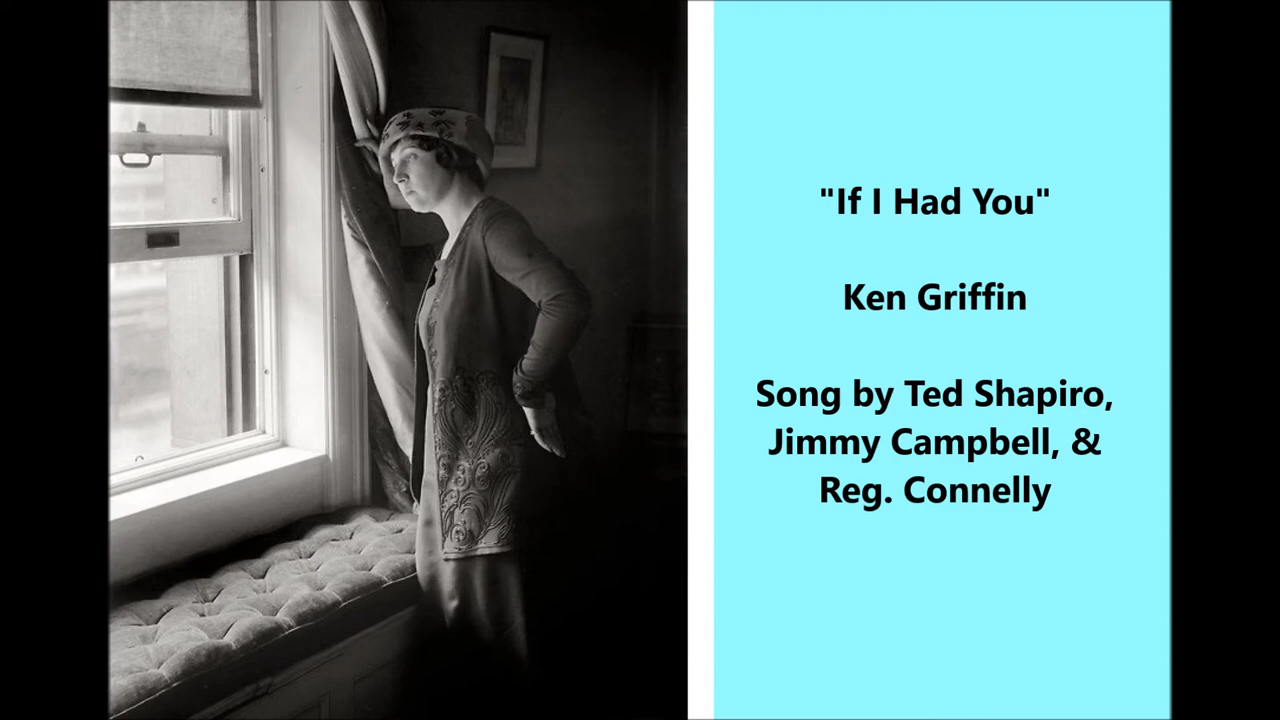 "If I Had You"
Ken Griffin
Song by Ted Shapiro,
Jimmy Campbell, &
Reg. Connelly